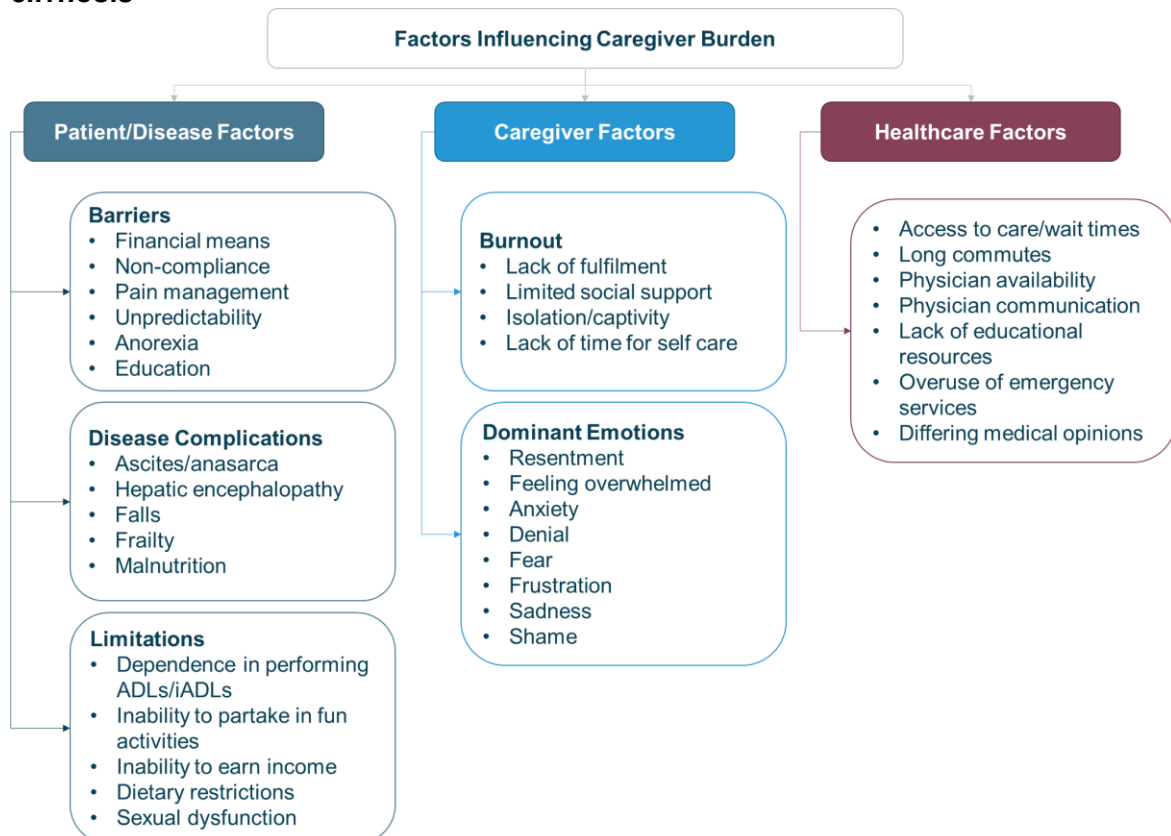 cirrhosis
Factors Influencing Caregiver Burden
Patient/Disease Factors
Barriers
• Financial means
• Non-compliance
• Pain management
• Unpredictability
• Anorexia
• Education
Disease Complications
• Ascites/anasarca
• Hepatic encephalopathy
• Falls
• Frailty
• Malnutrition
Limitations
• Dependence in performing
ADLs/iADLs
• Inability to partake in fun
activities
• Inability to earn income
• Dietary restrictions
• Sexual dysfunction
Caregiver Factors
Burnout
• Lack of fulfilment
• Limited social support
• Isolation/captivity
• Lack of time for self care
Dominant Emotions
• Resentment
• Feeling overwhelmed
• Anxiety
• Denial
• Fear
• Frustration
• Sadness
• Shame
Healthcare Factors
• Access to care/wait times
• Long commutes
• Physician availability
• Physician communication
• Lack of educational
resources
• Overuse of emergency
services
• Differing medical opinions